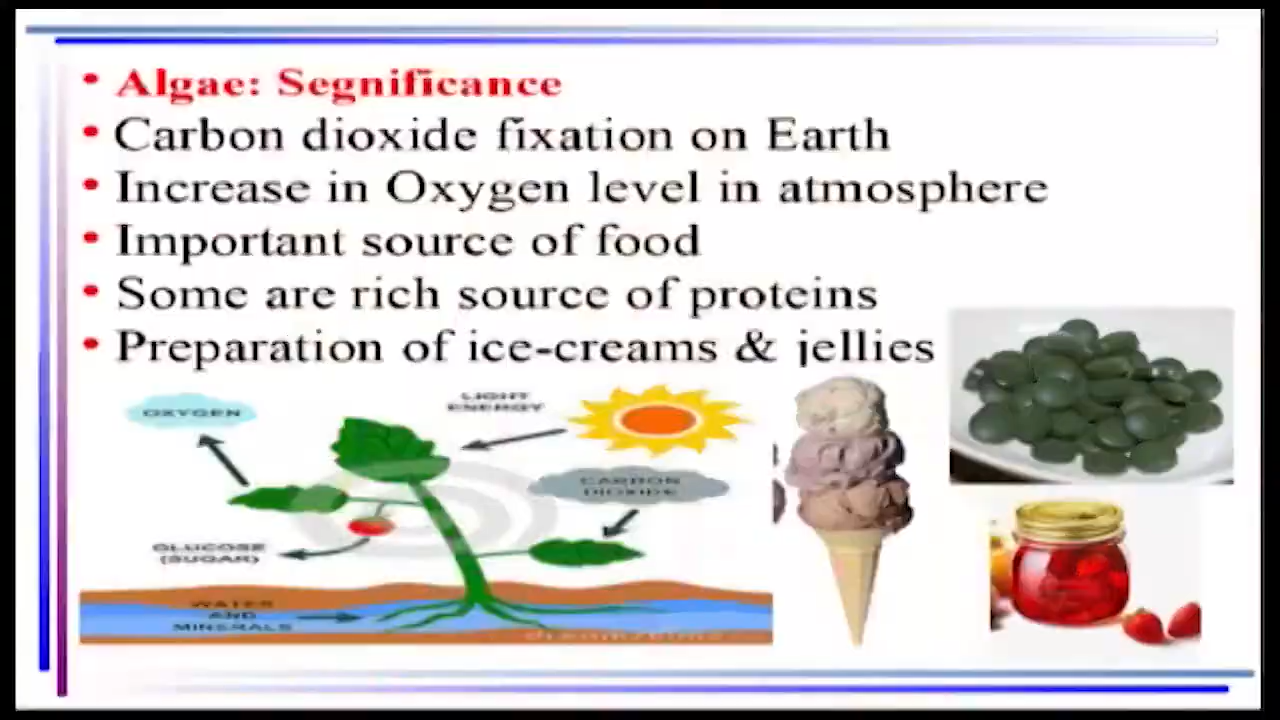 • Algae: Segnificance
• Carbon dioxide fixation on Earth
• Increase in Oxygen level in atmosphere
• Important source of food
• Some are rich source of proteins
• Preparation of ice-creams & jellies
OXYGEN
LIGHT
ENERGY
CARBON
DIOXIDE
GLUCOSE
(SUGAR)
WATER
AND
MINERALS